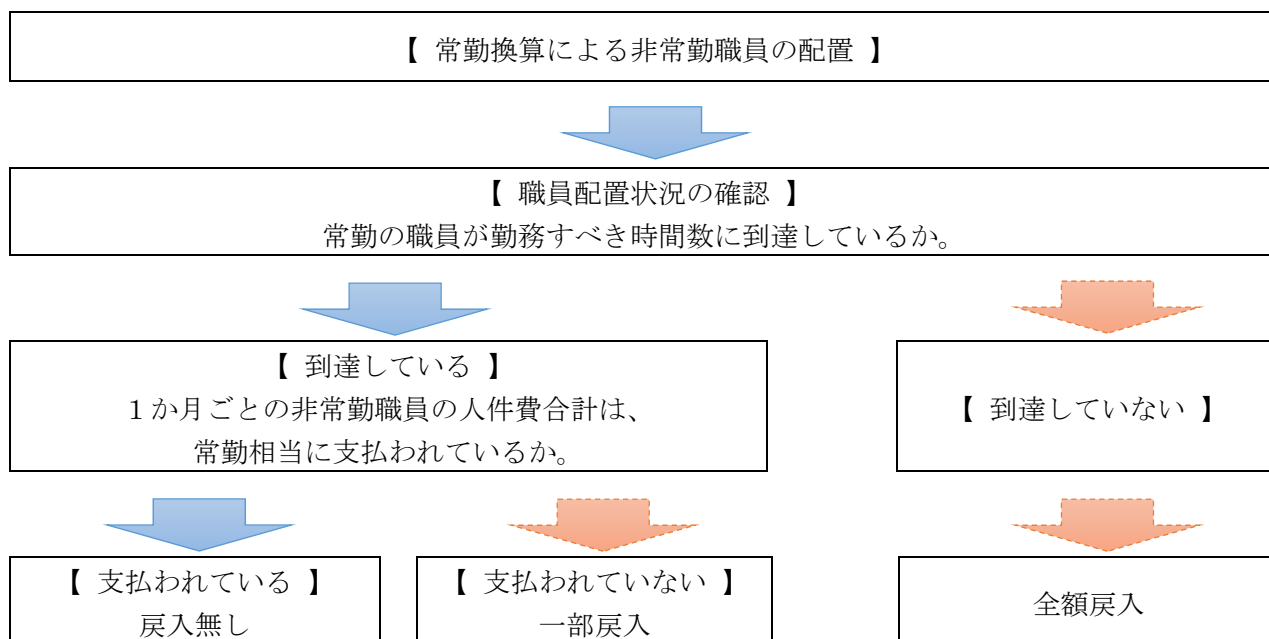 【 常勤換算による非常勤職員の配置 】
【 職員配置状況の確認 】
常勤の職員が勤務すべき時間数に到達しているか。
【 到達している 】
１か月ごとの非常勤職員の人件費合計は、
常勤相当に支払われているか。
【 到達していない 】
【 支払われている 】
戻入無し
【 支払われていない 】
一部戻入
全額戻入